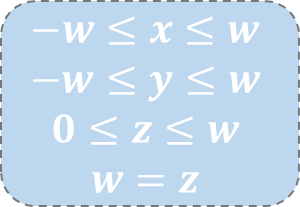 −w ≤ x ≤ w
−w ≤ y ≤ w
0 ≤ z ≤ w
w = z